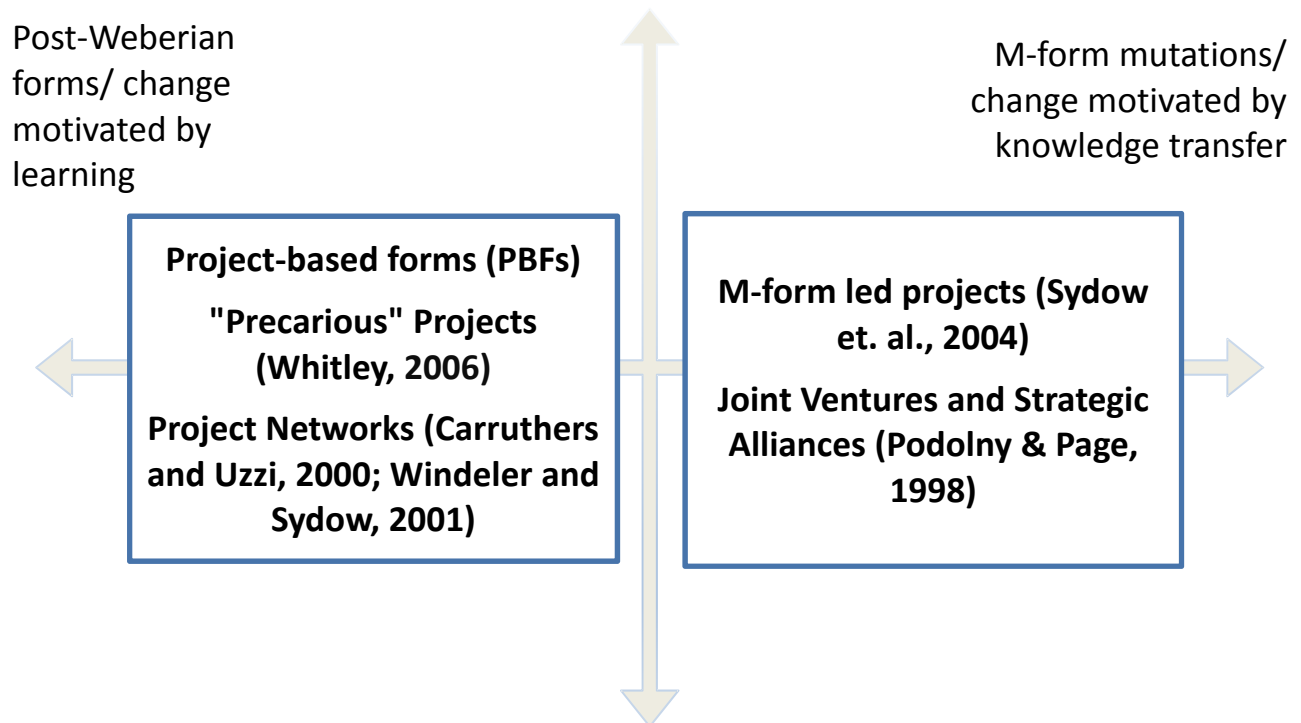 Post-Weberian
forms/ change
motivated by
learning
M-form mutations/
change motivated by
knowledge transfer
Project-based forms (PBFs)
"Precarious" Projects
(Whitley, 2006)
Project Networks (Carruthers
and Uzzi, 2000; Windeler and
Sydow, 2001)
M-form led projects (Sydow
et. al., 2004)
Joint Ventures and Strategic
Alliances (Podolny & Page,
1998)